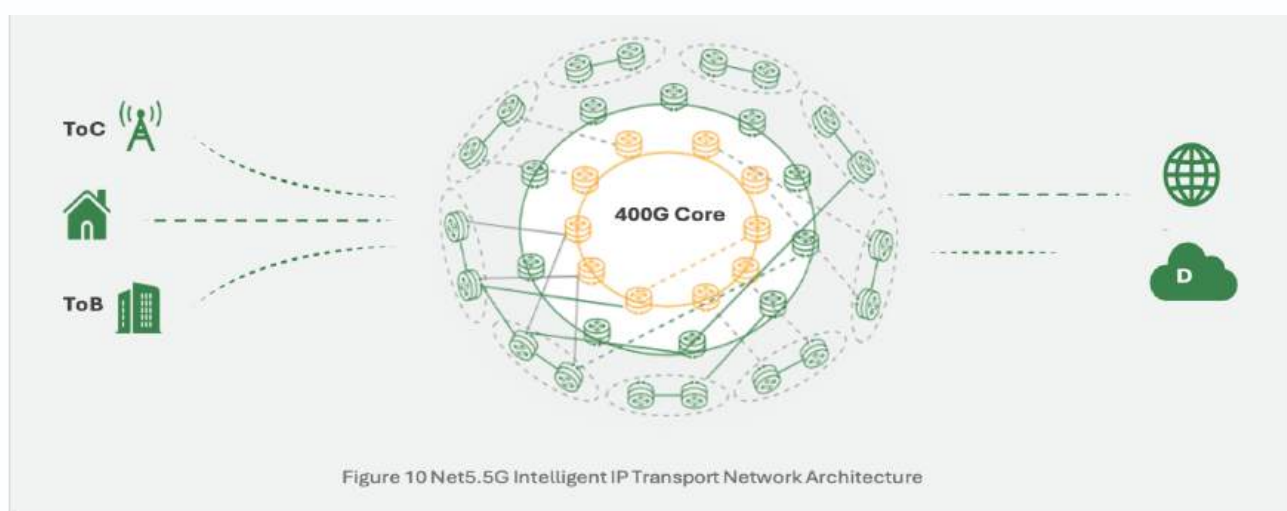 ToC
400G Core
ToB
D
Figure 10 Net5.5G Intelligent IP Transport Network Architecture